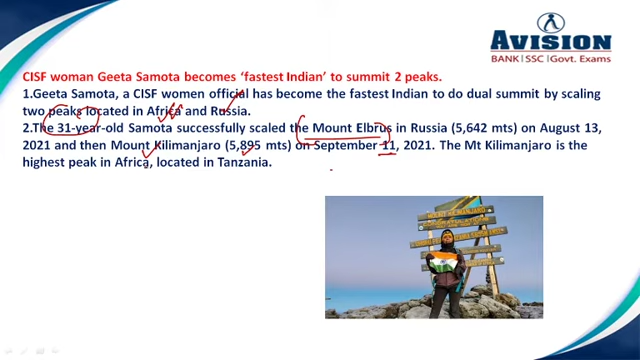 AVISION
BANK|SSC|Govt. Exams
CISF woman Geeta Samota becomes ‘fastest Indian’ to summit 2 peaks.
1.Geeta Samota, a CISF women official has become the fastest Indian to do dual summit by scaling
two peaks located in Africa and Russia.
2.The 31-year-old Samota successfully scaled the Mount Elbrus in Russia (5,642 mts) on August 13,
2021 and then Mount Kilimanjaro (5,895 mts) on September 11, 2021. The Mt Kilimanjaro is the
highest peak in Africa, located in Tanzania.
MOUNT KILIMANJARO
CONGRATULATIONS